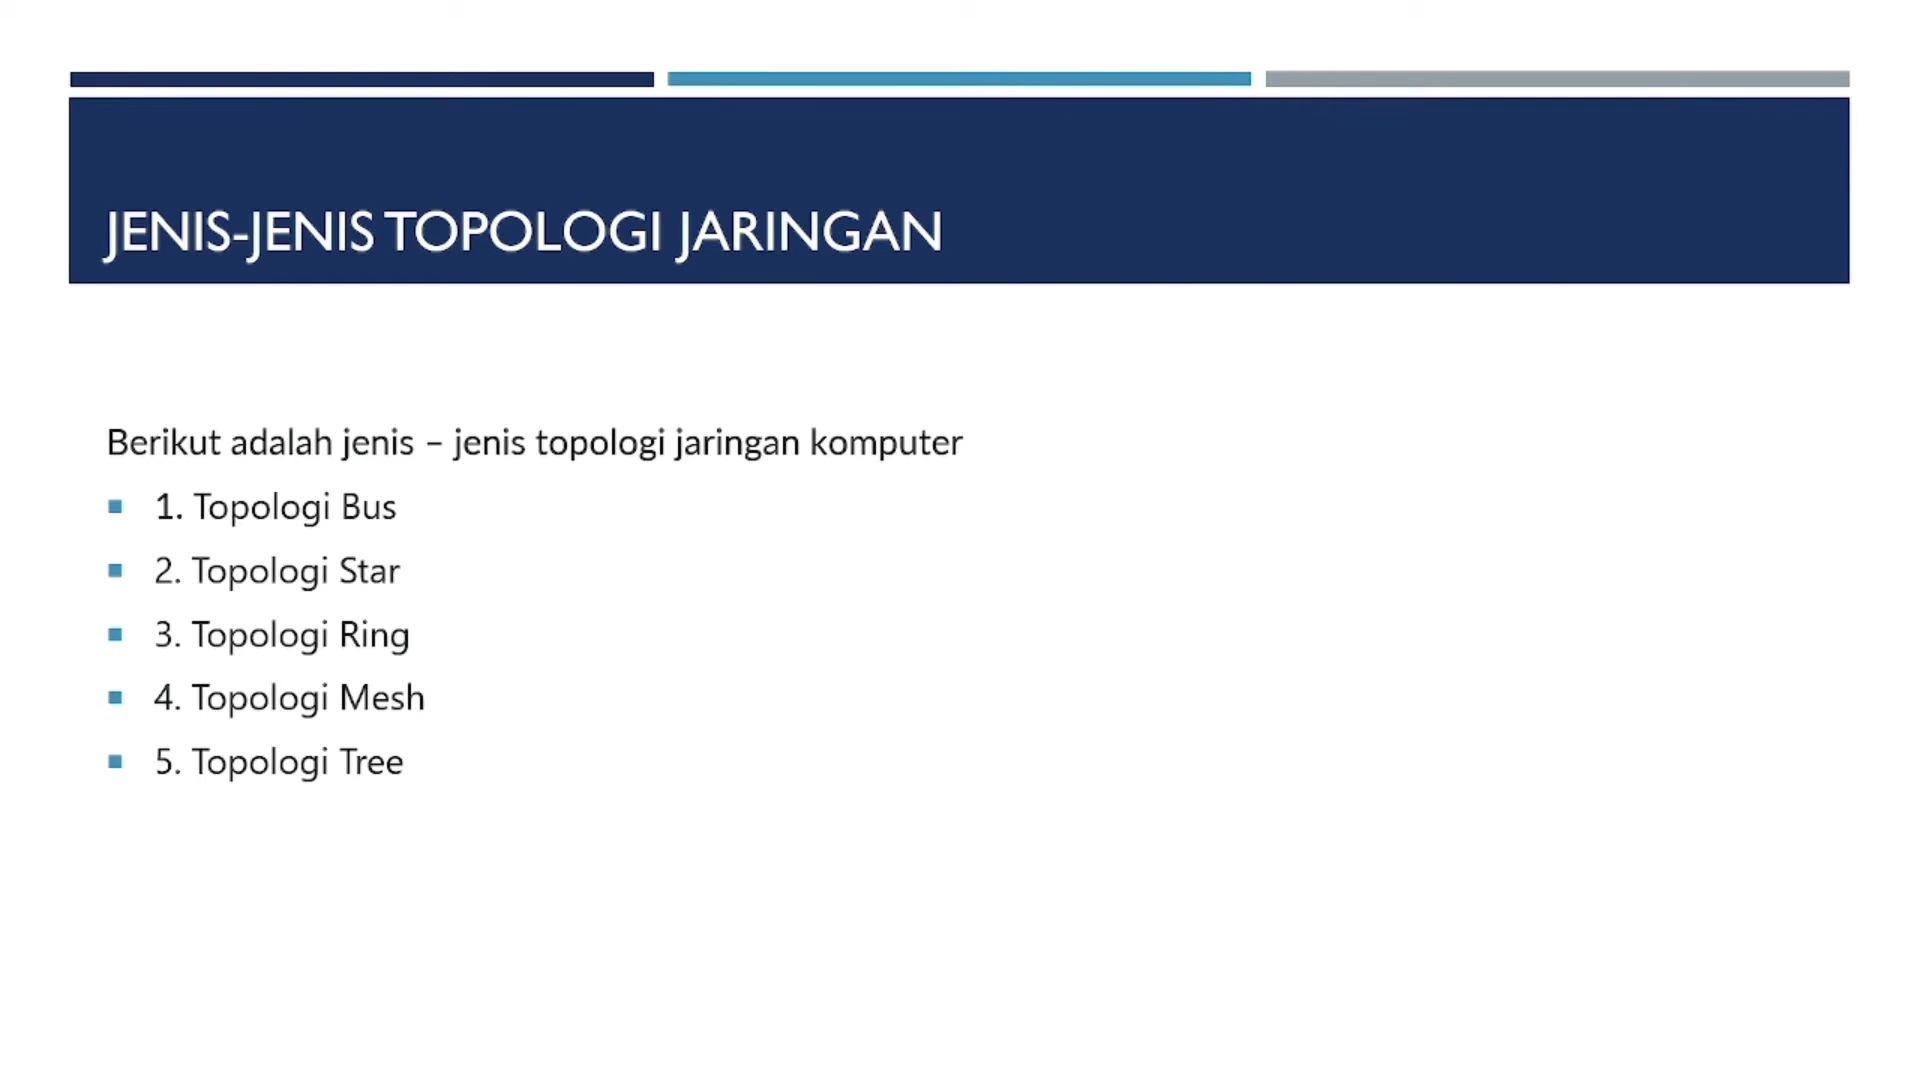 JENIS-JENIS TOPOLOGI JARINGAN
Berikut adalah jenis – jenis topologi jaringan komputer
1. Topologi Bus
2. Topologi Star
3. Topologi Ring
4. Topologi Mesh
5. Topologi Tree